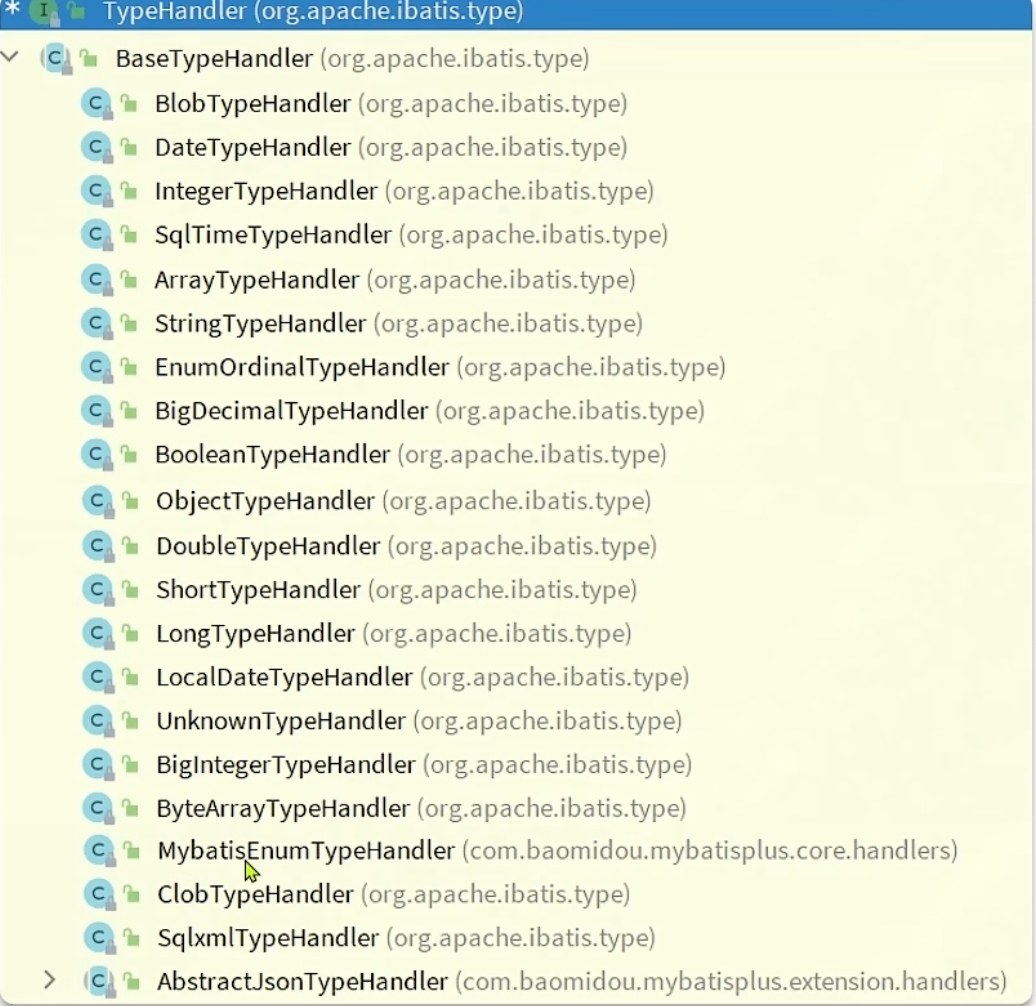 * I TypeHandler (org.apache.ibatis.type)
C BaseTypeHandler (org.apache.ibatis.type)
C BlobTypeHandler (org.apache.ibatis.type)
C DateTypeHandler (org.apache.ibatis.type)
C IntegerTypeHandler (org.apache.ibatis.type)
C SqlTimeTypeHandler (org.apache.ibatis.type)
C ArrayTypeHandler (org.apache.ibatis.type)
C StringTypeHandler (org.apache.ibatis.type)
C EnumOrdinalTypeHandler (org.apache.ibatis.type)
C BigDecimalTypeHandler (org.apache.ibatis.type)
C BooleanTypeHandler (org.apache.ibatis.type)
C ObjectTypeHandler (org.apache.ibatis.type)
C DoubleTypeHandler (org.apache.ibatis.type)
C ShortTypeHandler (org.apache.ibatis.type)
C LongTypeHandler (org.apache.ibatis.type)
C LocalDateTypeHandler (org.apache.ibatis.type)
C UnknownTypeHandler (org.apache.ibatis.type)
C BigIntegerTypeHandler (org.apache.ibatis.type)
C ByteArrayTypeHandler (org.apache.ibatis.type)
C MybatisEnumTypeHandler (com.baomidou.mybatisplus.core.handlers)
C ClobTypeHandler (org.apache.ibatis.type)
C SqlxmlTypeHandler (org.apache.ibatis.type)
C AbstractJsonTypeHandler (com.baomidou.mybatisplus.extension.handlers)